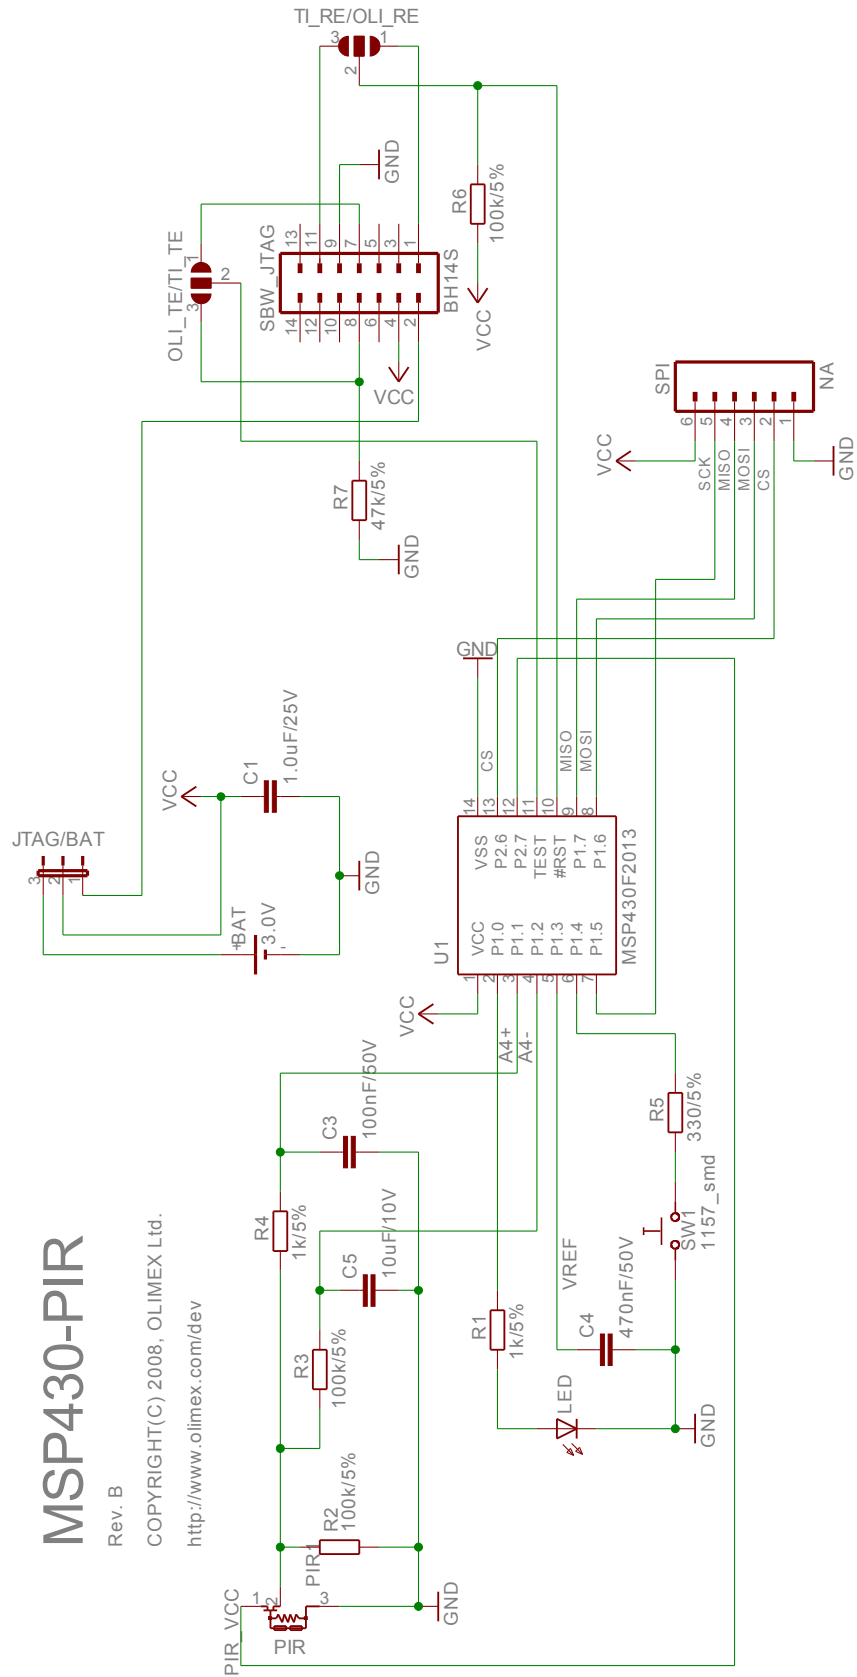 MSP430-PIR
Rev. B
COPYRIGHT(C) 2008, OLIMEX Ltd.
http://www.olimex.com/dev
TI_RE/OLI_RE
3
1
2
GND
R6
100k/5%
VCC
OLI_TE/TI_TE
1
2
3
SBW_JTAG
13
11
9
7
5
3
1
14
12
10
8
6
4
2
BH14S
VCC
R7
47k/5%
GND
SPI
6
5
4
3
2
1
NA
VCC
SCK
MISO
MOSI
CS
GND
JTAG/BAT
3
2
1
VCC
C1
1.0uF/25V
GND
+
BAT
3.0V
-
GND
CS
MISO
MOSI
14
13
12
11
10
9
8
VSS
P2.6
P2.7
TEST
#RST
P1.7
P1.6
U1
MSP430F2013
VCC
P1.0
P1.1
P1.2
P1.3
P1.4
P1.5
1
2
3
4
5
6
7
VCC
A4+
A4-
C3
100nF/50V
R4
1k/5%
C5
10uF/10V
R3
100k/5%
R2
100k/5%
PIR1
PIR_VCC
1
2
3
PIR
GND
R1
1k/5%
LED
VREF
C4
470nF/50V
R5
330/5%
SW1
1157_smd
GND